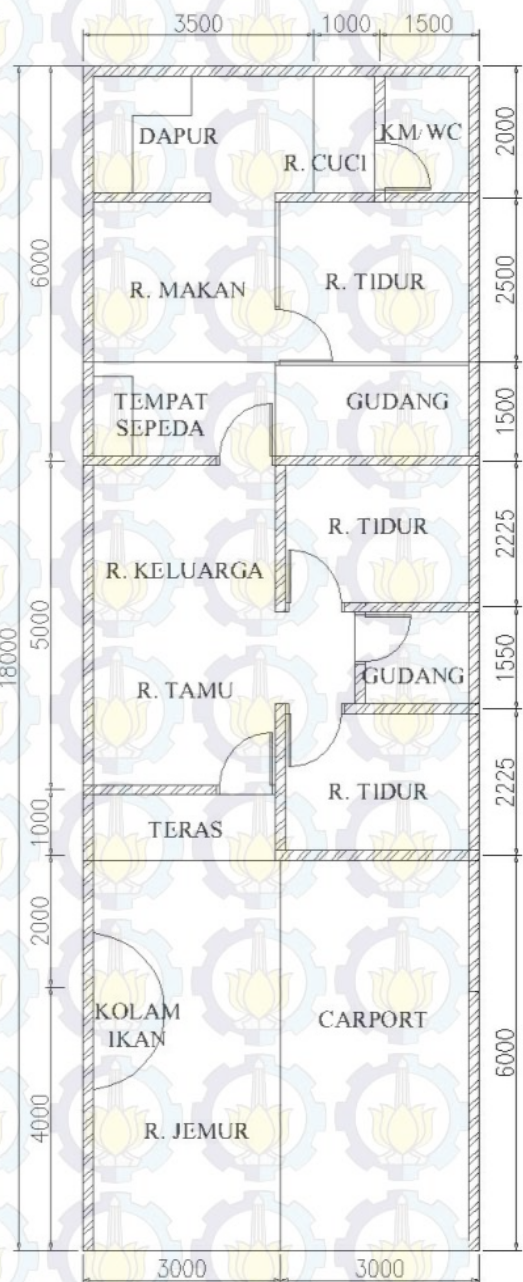 3500 1000 1500
DAPUR
KM/WC
R. CUCI
2000
6000
R. MAKAN
R. TIDUR
2500
TEMPAT
SEPEDA
GUDANG
1500
R. TIDUR
2225
R. KELUARGA
5000
18000
R. TAMU
GUDANG
1550
R. TIDUR
2225
TERAS
1000
2000
KOLAM
IKAN
CARPORT
6000
R. JEMUR
4000
3000 3000